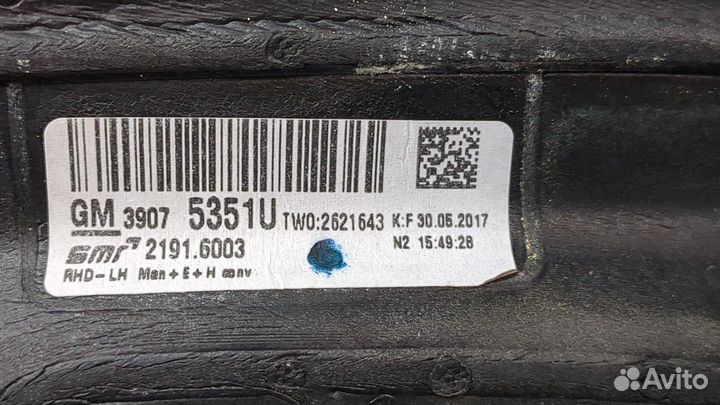 GM 3907 5351U TWO:2621643 K:F 30.06.2017
smr 2191.6003 N2 15:49:28
RHD-LH Man + E + H conv
Avito